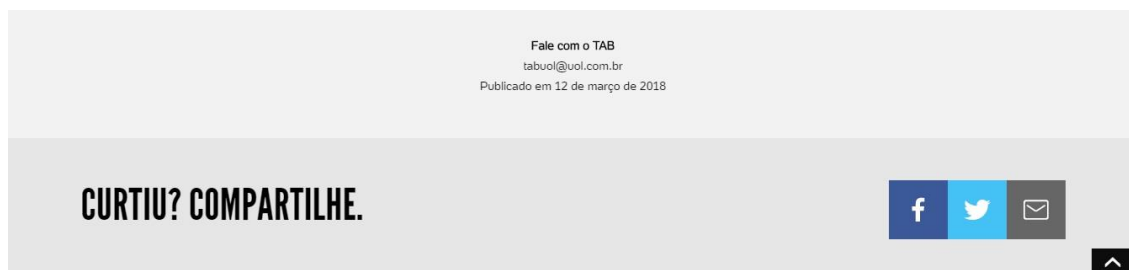 Fale com o TAB
tabuol@uol.com.br
Publicado em 12 de março de 2018
CURTIU? COMPARTILHE.